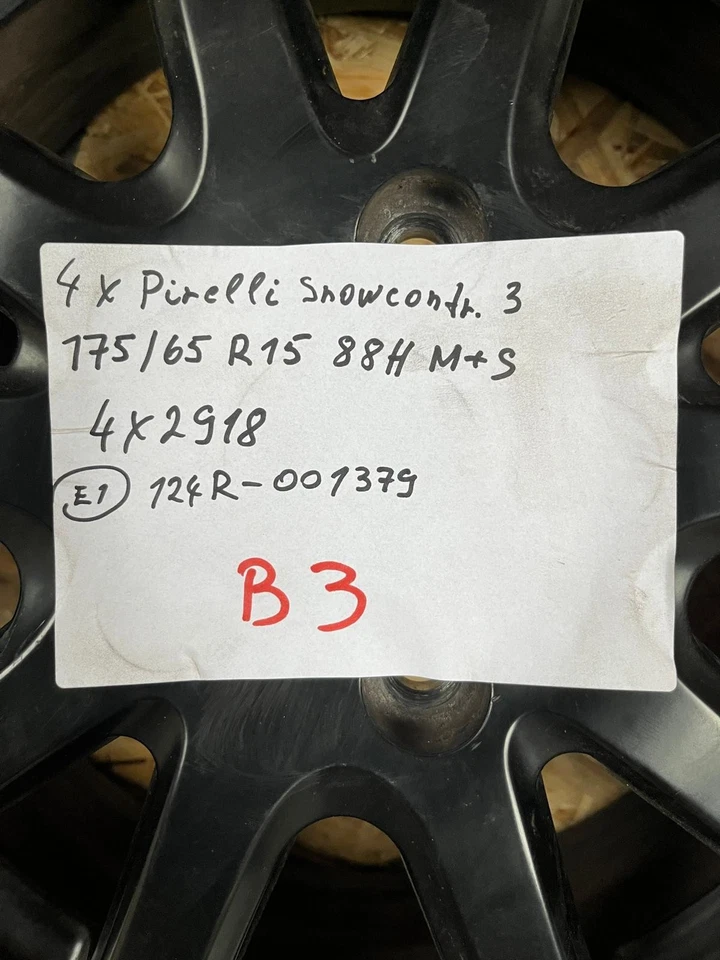 4 x Pirelli Snowcontr. 3
175/65 R15 88H M+S
4x2918
E1 124R-001379
B3